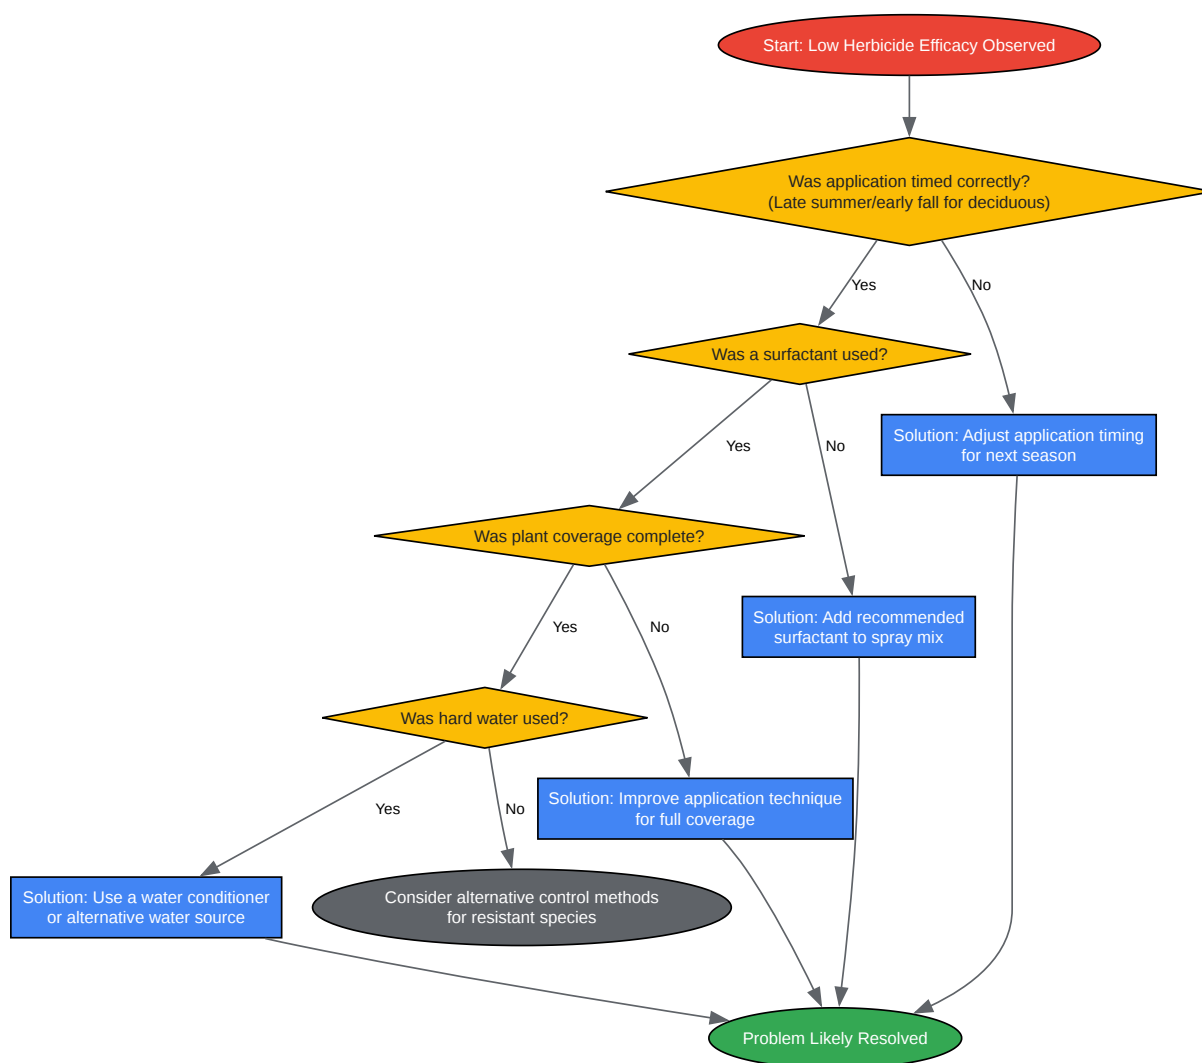 Start: Low Herbicide Efficacy Observed
Was application timed correctly?
(Late summer/early fall for deciduous)
Yes
No
Was a surfactant used?
Solution: Adjust application timing
for next season
Yes
No
Was plant coverage complete?
Solution: Add recommended
surfactant to spray mix
Yes
No
Was hard water used?
Solution: Improve application technique
for full coverage
Yes
No
Solution: Use a water conditioner
or alternative water source
Consider alternative control methods
for resistant species
Problem Likely Resolved